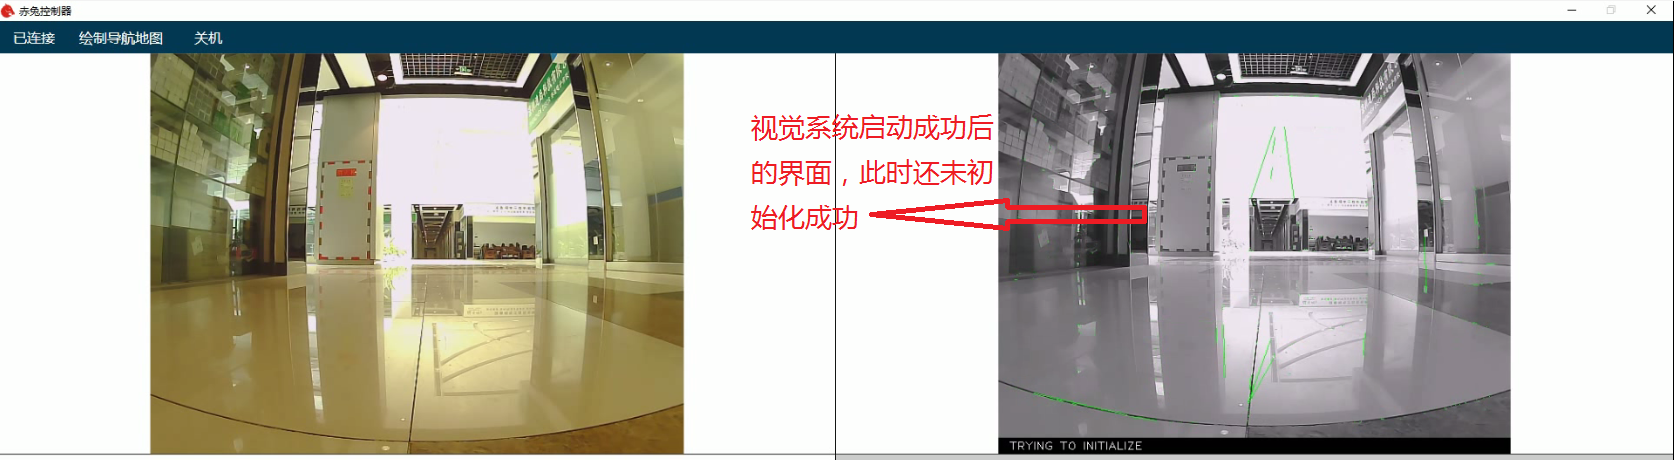 赤兔控制器
已连接 绘制导航地图 关机
视觉系统启动成功后
的界面，此时还未初
始化成功
TRYING TO INITIALIZE